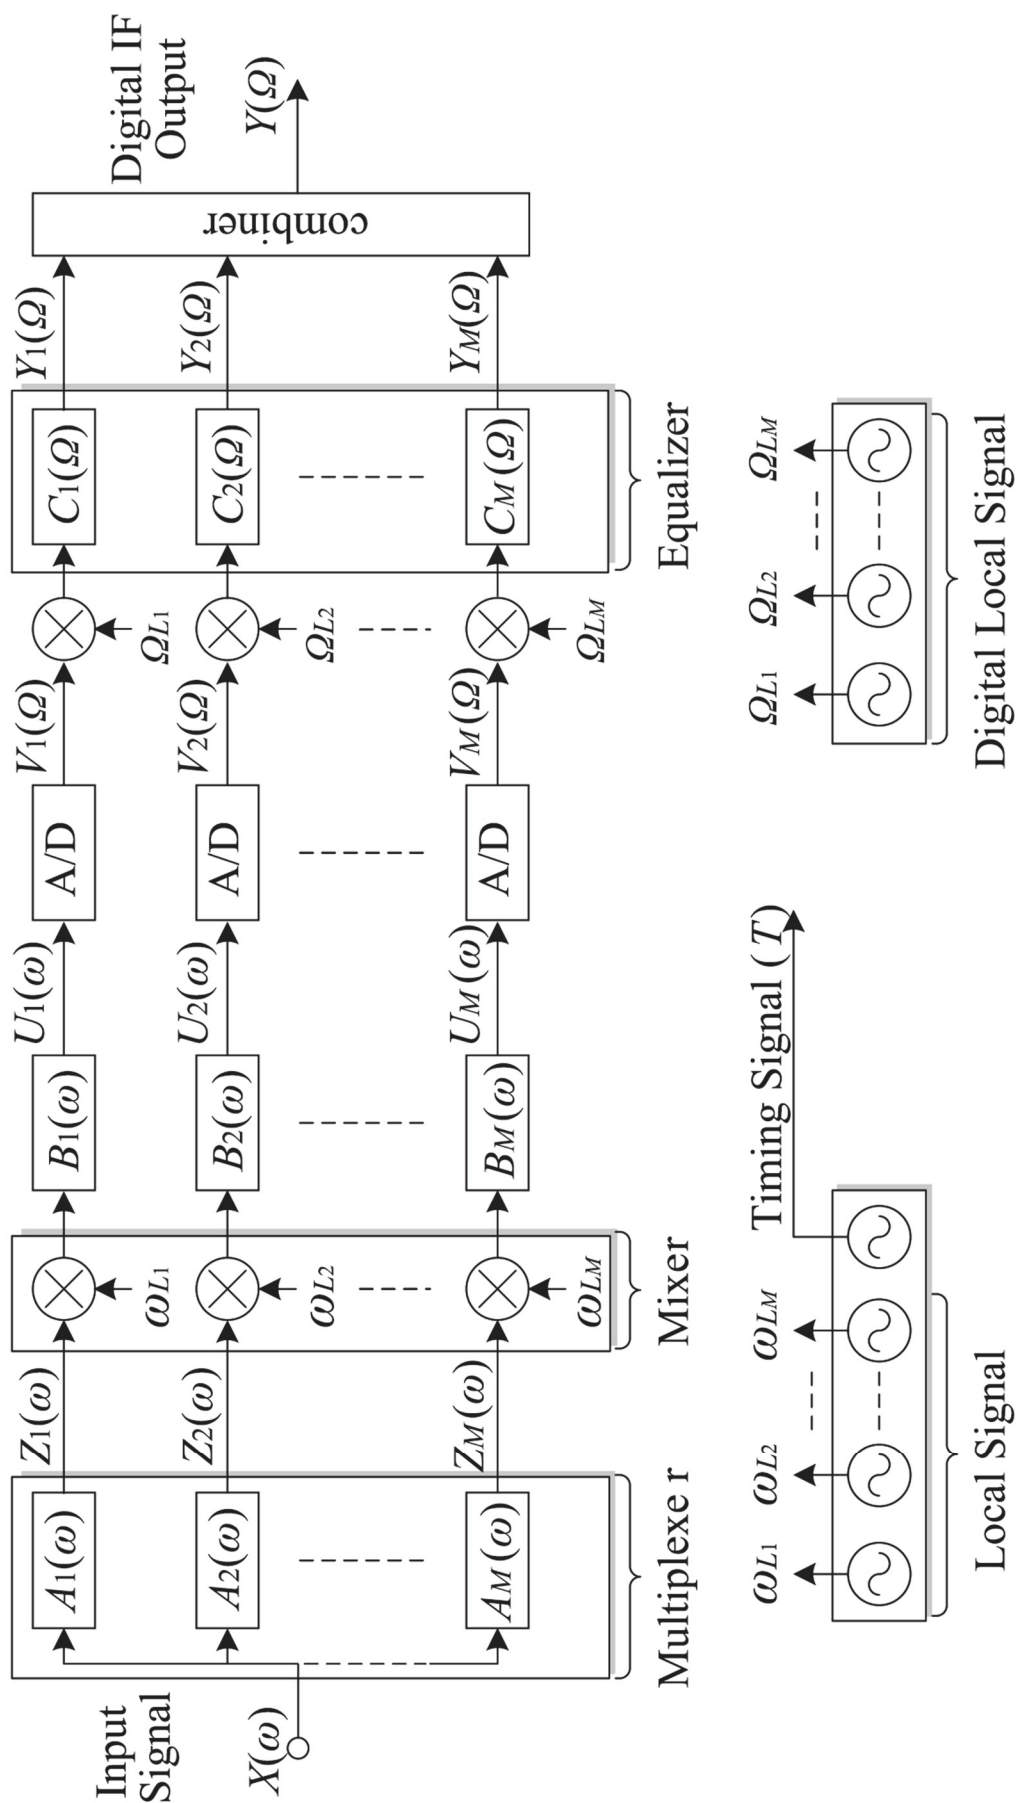 Input
Signal
X(ω)
A1(ω)
A2(ω)
AM(ω)
Multiplexe r
Z1(ω)
Z2(ω)
ZM(ω)
ωL1
ωL2
ωLM
Mixer
B1(ω)
B2(ω)
BM(ω)
U1(ω)
U2(ω)
UM(ω)
A/D
A/D
A/D
V1(Ω)
V2(Ω)
VM(Ω)
ΩL1
ΩL2
ΩLM
C1(Ω)
C2(Ω)
CM(Ω)
Equalizer
Y1(Ω)
Y2(Ω)
YM(Ω)
combiner
Digital IF
Output
Y(Ω)
ωL1
ωL2
ωLM
Timing Signal (T)
Local Signal
ΩL1
ΩL2
ΩLM
Digital Local Signal